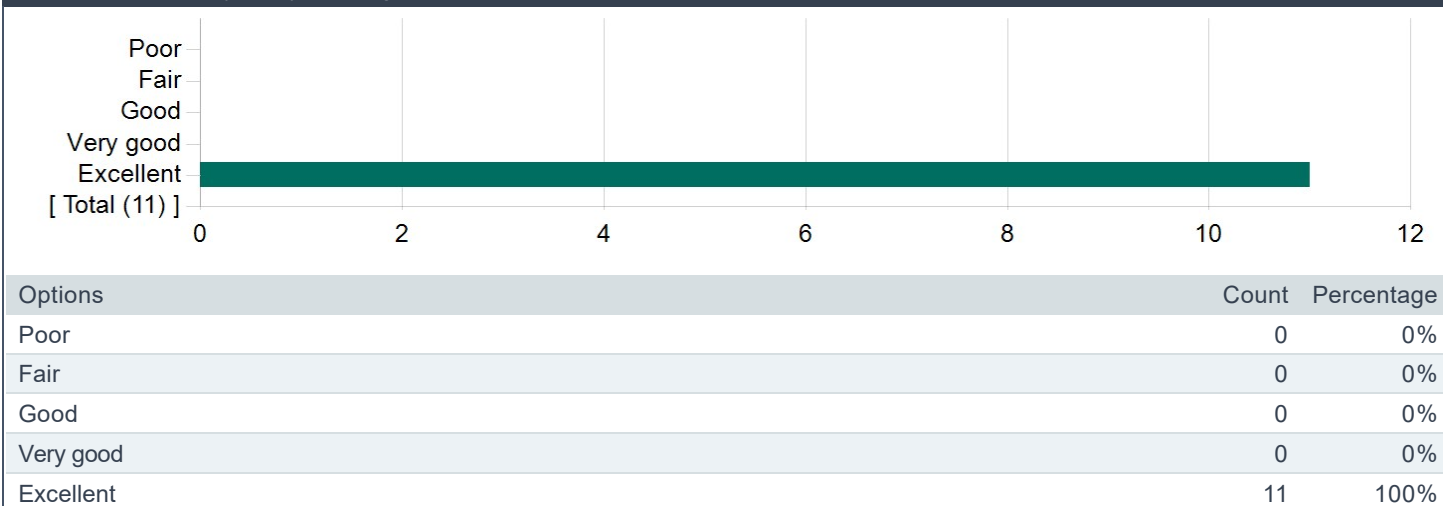 Poor
Fair
Good
Very good
Excellent
[ Total (11) ]
0 2 4 6 8 10 12
Options Count Percentage
Poor 0 0%
Fair 0 0%
Good 0 0%
Very good 0 0%
Excellent 11 100%